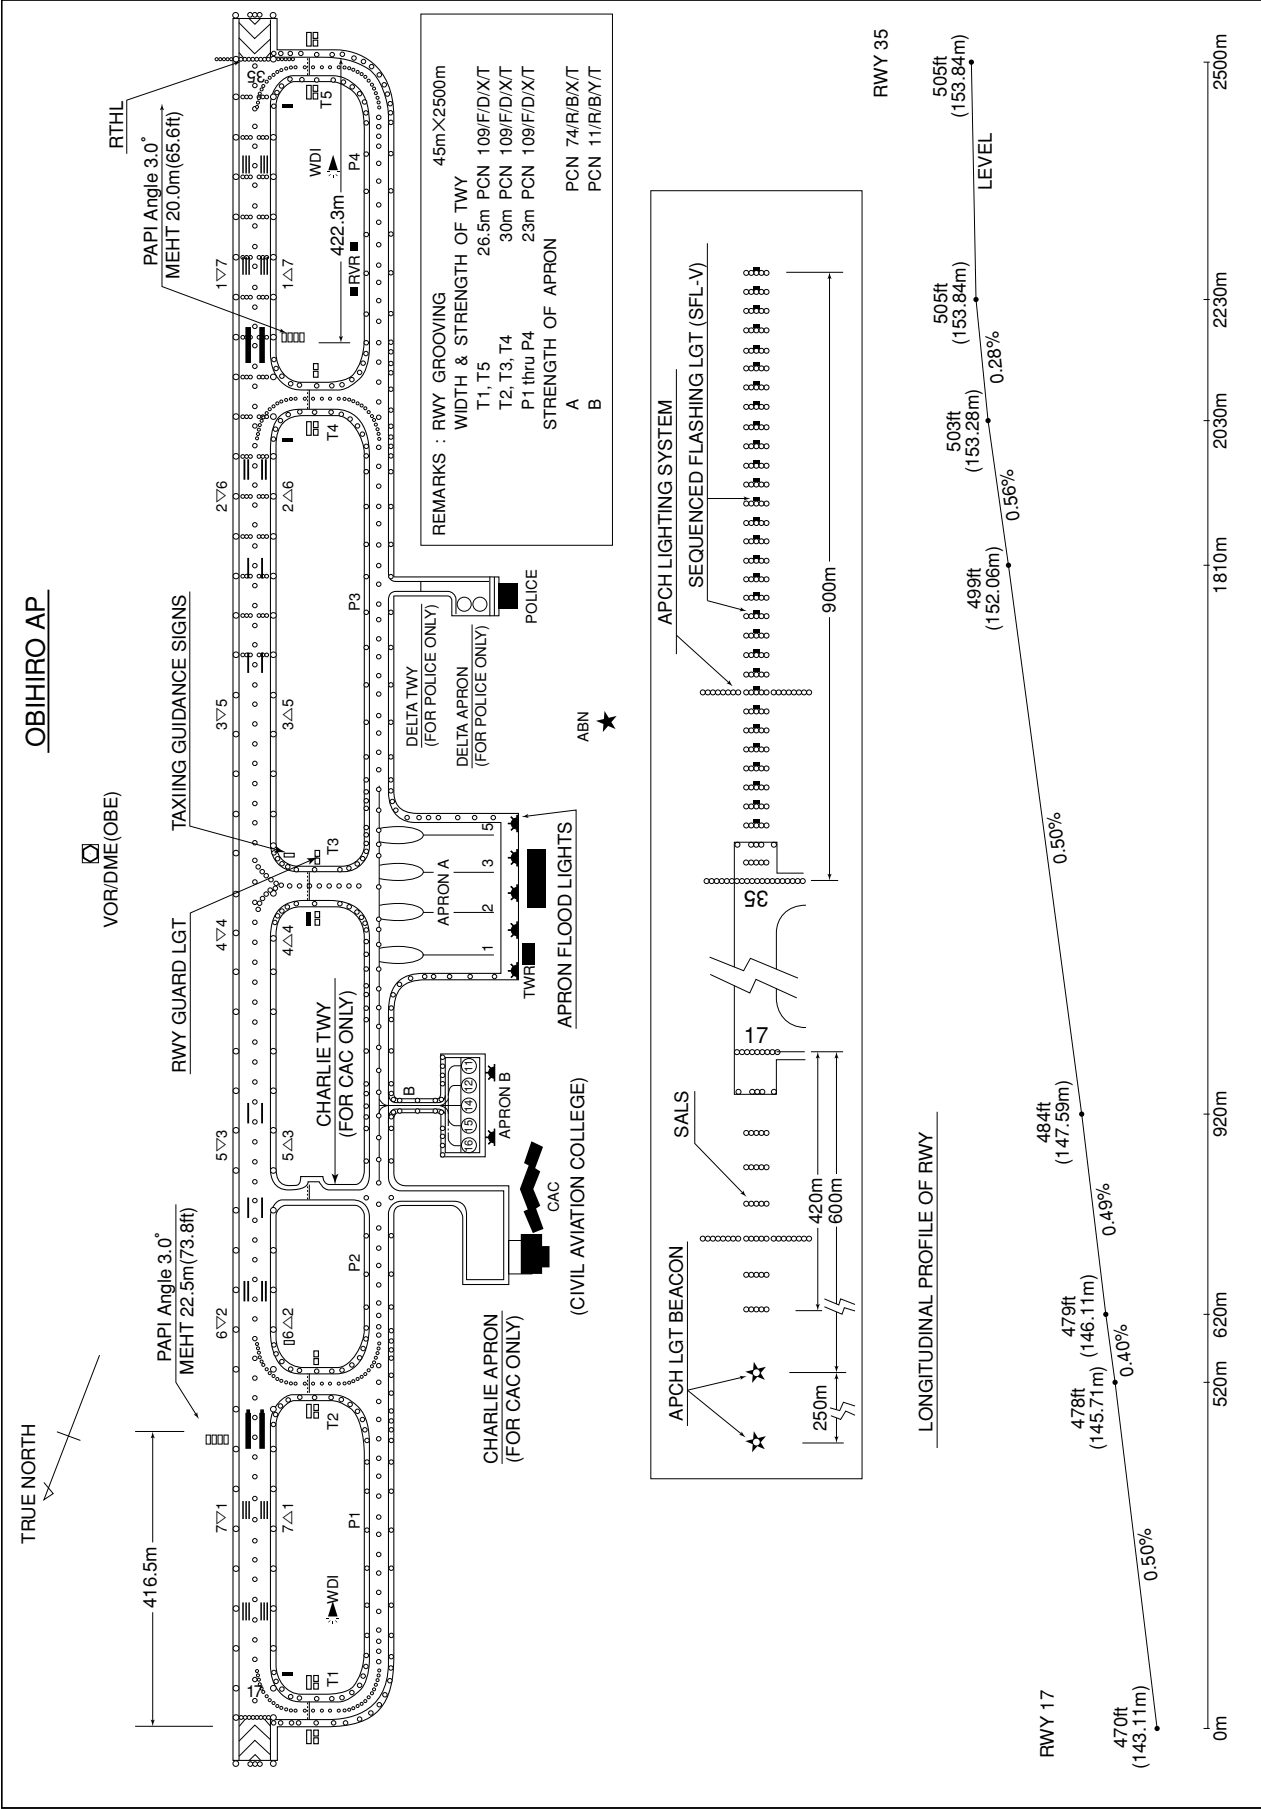 OBIHIRO AP
TRUE NORTH
VOR/DME(OBE)
PAPI Angle 3.0°
MEHT 22.5m(73.8ft)
416.5m
RWY GUARD LGT
TAXIING GUIDANCE SIGNS
PAPI Angle 3.0°
MEHT 20.0m(65.6ft)
RTHL
7▽1
6▽2
5▽3
4▽4
3▽5
2▽6
1▽7
17
35
7△1
6△2
5△3
4△4
3△5
2△6
1△7
T1
WDI
T2
T3
T4
RVR
WDI
T5
422.3m
P1
P2
P3
P4
CHARLIE TWY
(FOR CAC ONLY)
B
16
15
14
12
11
APRON B
APRON A
1
2
3
5
TWR
APRON FLOOD LIGHTS
CHARLIE APRON
(FOR CAC ONLY)
CAC
(CIVIL AVIATION COLLEGE)
DELTA TWY
(FOR POLICE ONLY)
DELTA APRON
(FOR POLICE ONLY)
POLICE
ABN
REMARKS : RWY GROOVING 45m×2500m
WIDTH & STRENGTH OF TWY
T1, T5 26.5m PCN 109/F/D/X/T
T2, T3, T4 30m PCN 109/F/D/X/T
P1 thru P4 23m PCN 109/F/D/X/T
STRENGTH OF APRON
A PCN 74/R/B/X/T
B PCN 11/R/B/Y/T
APCH LGT BEACON
SALS
APCH LIGHTING SYSTEM
SEQUENCED FLASHING LGT (SFL-V)
17
35
250m
420m
600m
900m
LONGITUDINAL PROFILE OF RWY
RWY 17
RWY 35
470ft
(143.11m)
0.50%
478ft
(145.71m)
0.40%
479ft
(146.11m)
0.49%
484ft
(147.59m)
0.50%
499ft
(152.06m)
0.56%
503ft
(153.28m)
0.28%
505ft
(153.84m)
LEVEL
505ft
(153.84m)
0m
520m
620m
920m
1810m
2030m
2230m
2500m